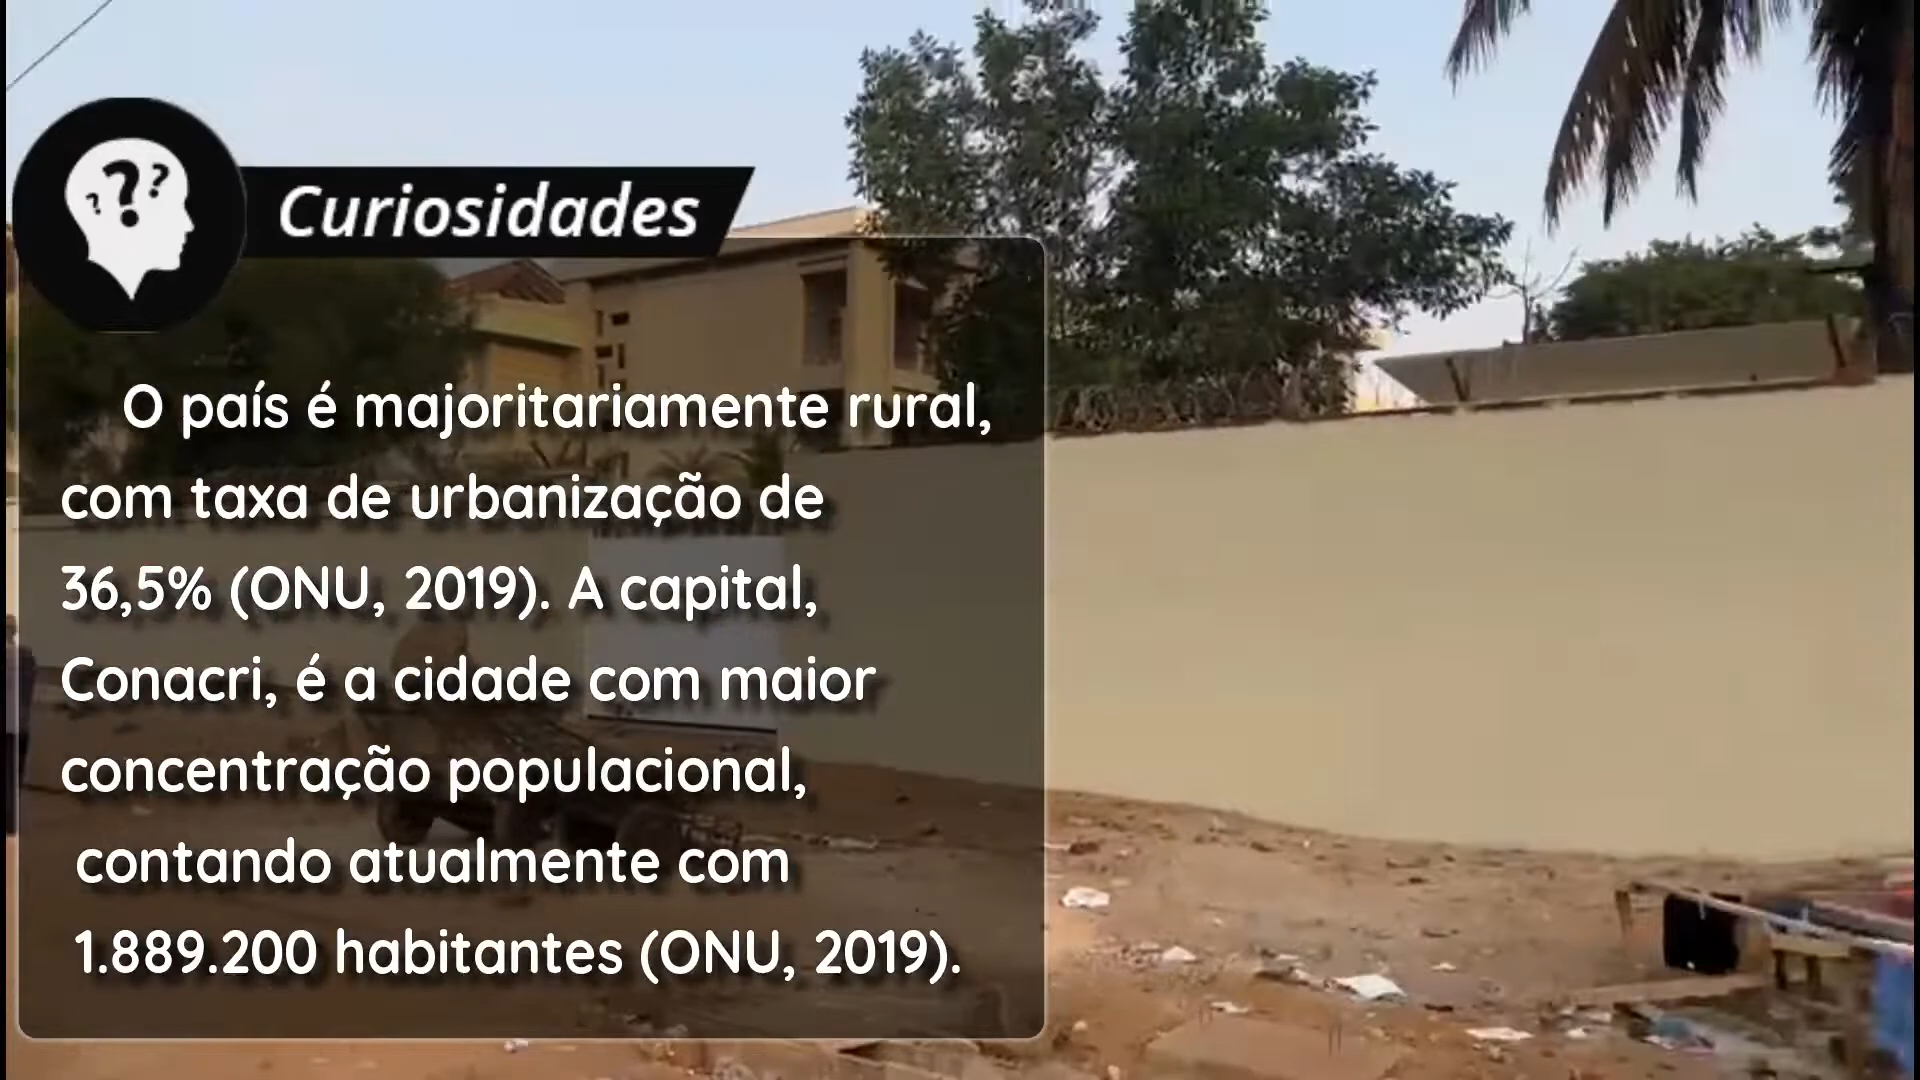 Curiosidades
O país é majoritariamente rural,
com taxa de urbanização de
36,5% (ONU, 2019). A capital,
Conacri, é a cidade com maior
concentração populacional,
contando atualmente com
1.889.200 habitantes (ONU, 2019).